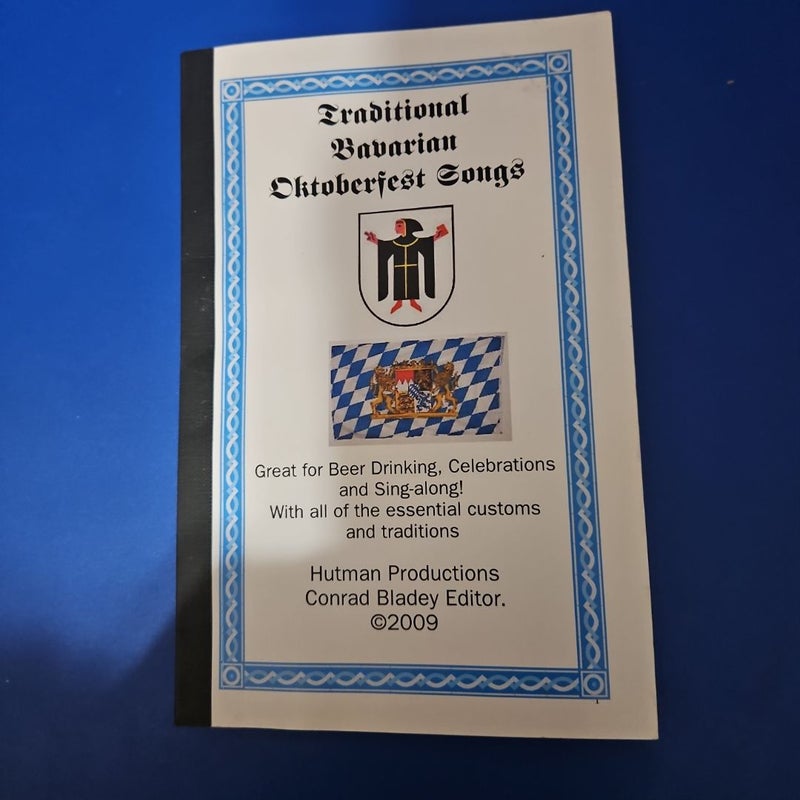 Traditional
Bavarian
Oktoberfest Songs
Great for Beer Drinking, Celebrations
and Sing-along!
With all of the essential customs
and traditions
Hutman Productions
Conrad Bladey Editor.
©2009
1